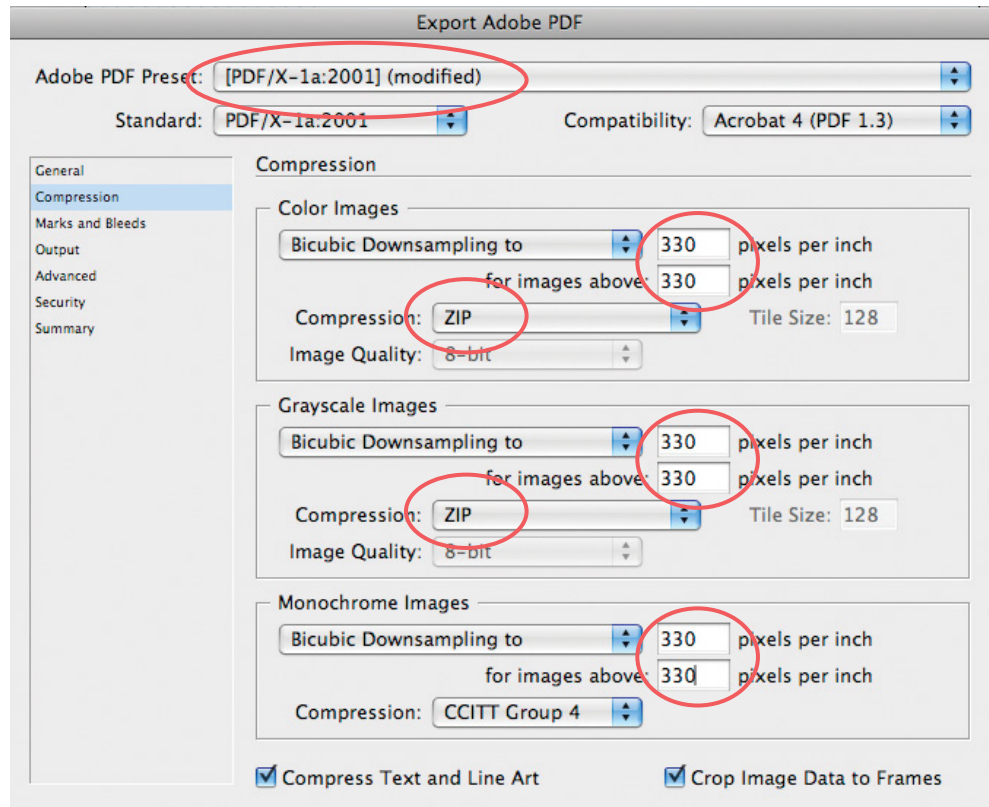 Export Adobe PDF
Adobe PDF Preset: [PDF/X-1a:2001] (modified)
Standard: PDF/X-1a:2001 Compatibility: Acrobat 4 (PDF 1.3)
General
Compression
Marks and Bleeds
Output
Advanced
Security
Summary
Compression
Color Images
Bicubic Downsampling to 330 pixels per inch
for images above: 330 pixels per inch
Compression: ZIP Tile Size: 128
Image Quality: 8-bit
Grayscale Images
Bicubic Downsampling to 330 pixels per inch
for images above: 330 pixels per inch
Compression: ZIP Tile Size: 128
Image Quality: 8-bit
Monochrome Images
Bicubic Downsampling to 330 pixels per inch
for images above: 330 pixels per inch
Compression: CCITT Group 4
Compress Text and Line Art Crop Image Data to Frames